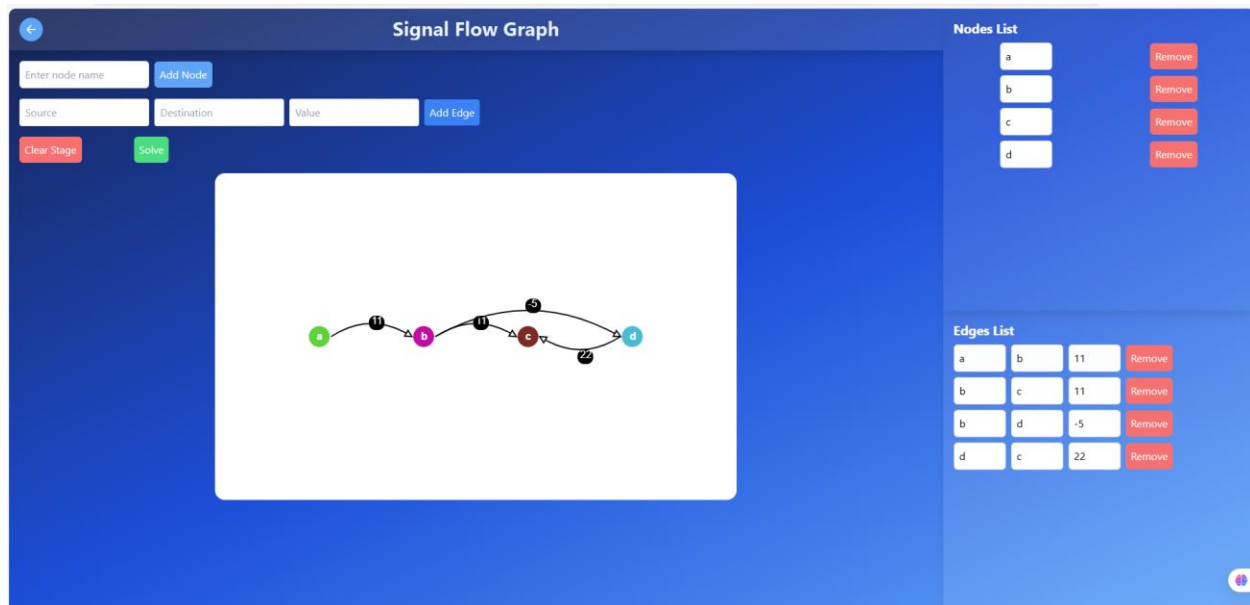 Signal Flow Graph
Enter node name
Add Node
Source
Destination
Value
Add Edge
Clear Stage
Solve
a
11
b
11
-5
c
22
d
Nodes List
a
Remove
b
Remove
c
Remove
d
Remove
Edges List
a b 11 Remove
b c 11 Remove
b d -5 Remove
d c 22 Remove